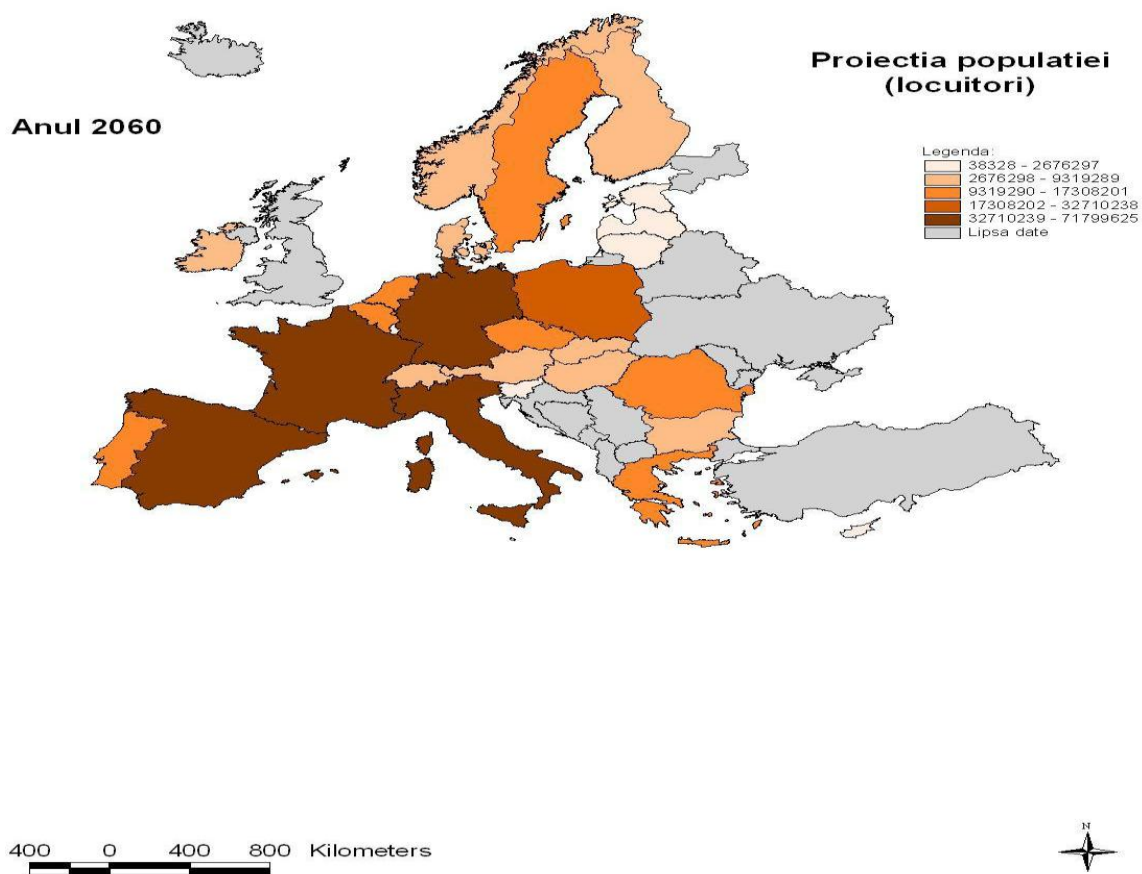 Proiectia populatiei
(locuitori)
Anul 2060
Legenda:
38328 - 2676297
2676298 - 9319289
9319290 - 17308201
17308202 - 32710238
32710239 - 71799625
Lipsa date
N
400 0 400 800 Kilometers